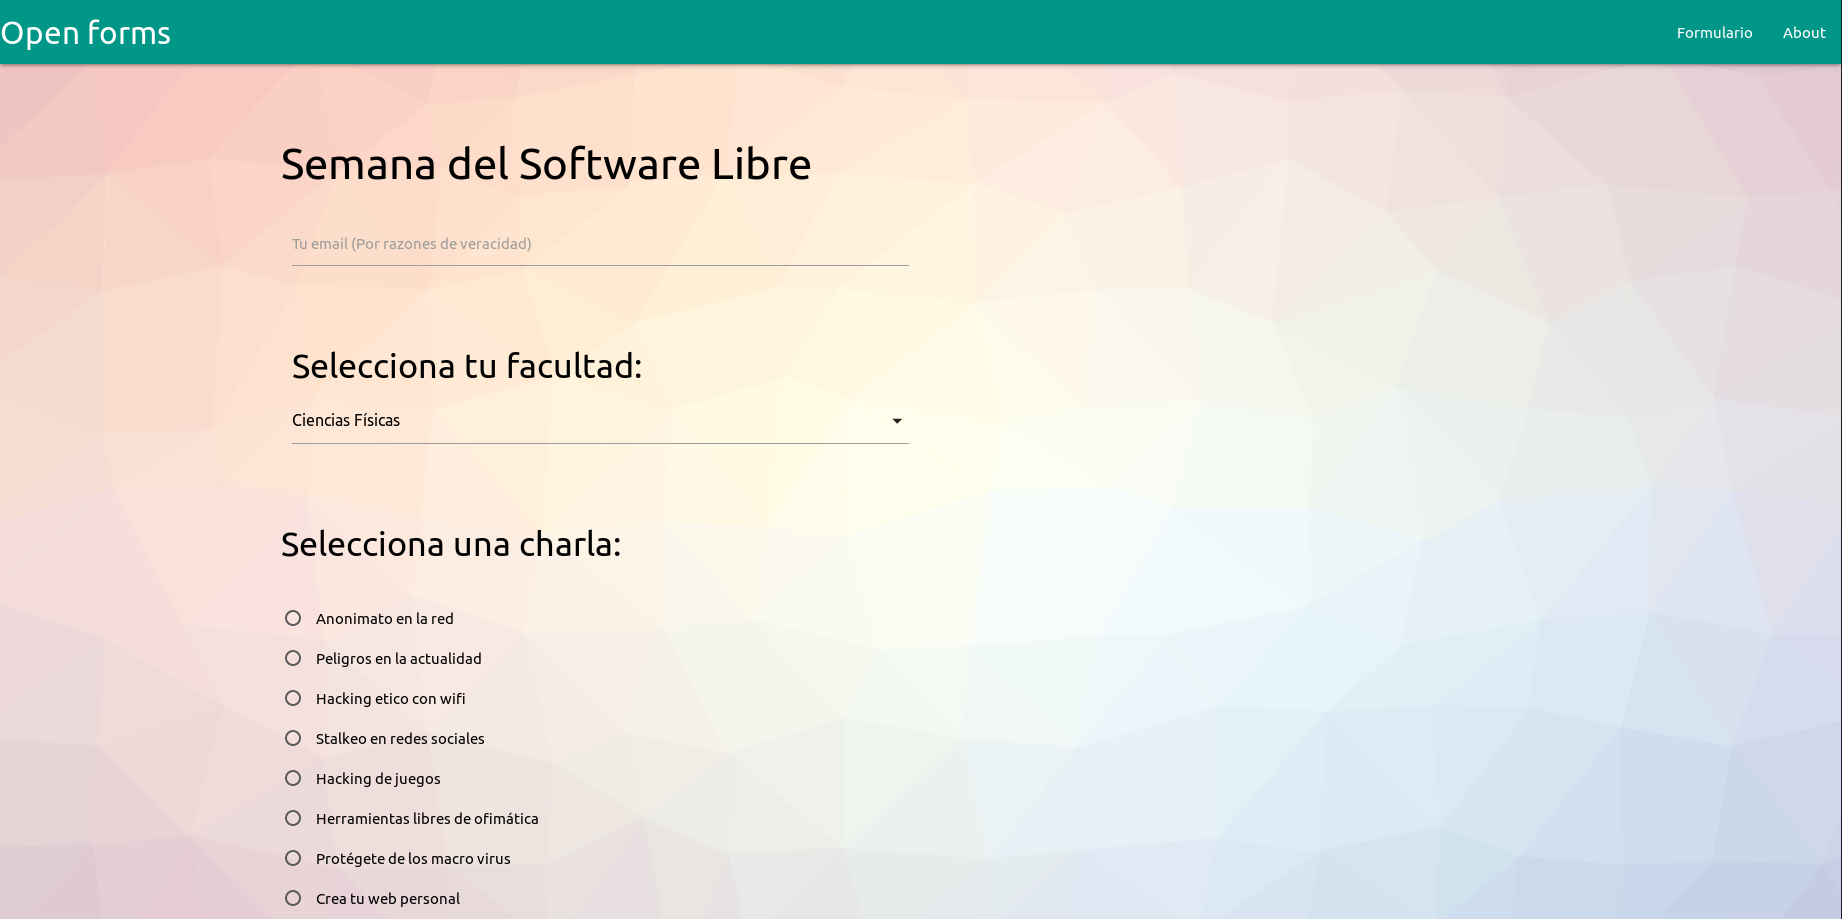 Open forms
Formulario
About
Semana del Software Libre
Tu email (Por razones de veracidad)
Selecciona tu facultad:
Ciencias Físicas
Selecciona una charla:
Anonimato en la red
Peligros en la actualidad
Hacking etico con wifi
Stalkeo en redes sociales
Hacking de juegos
Herramientas libres de ofimática
Protégete de los macro virus
Crea tu web personal